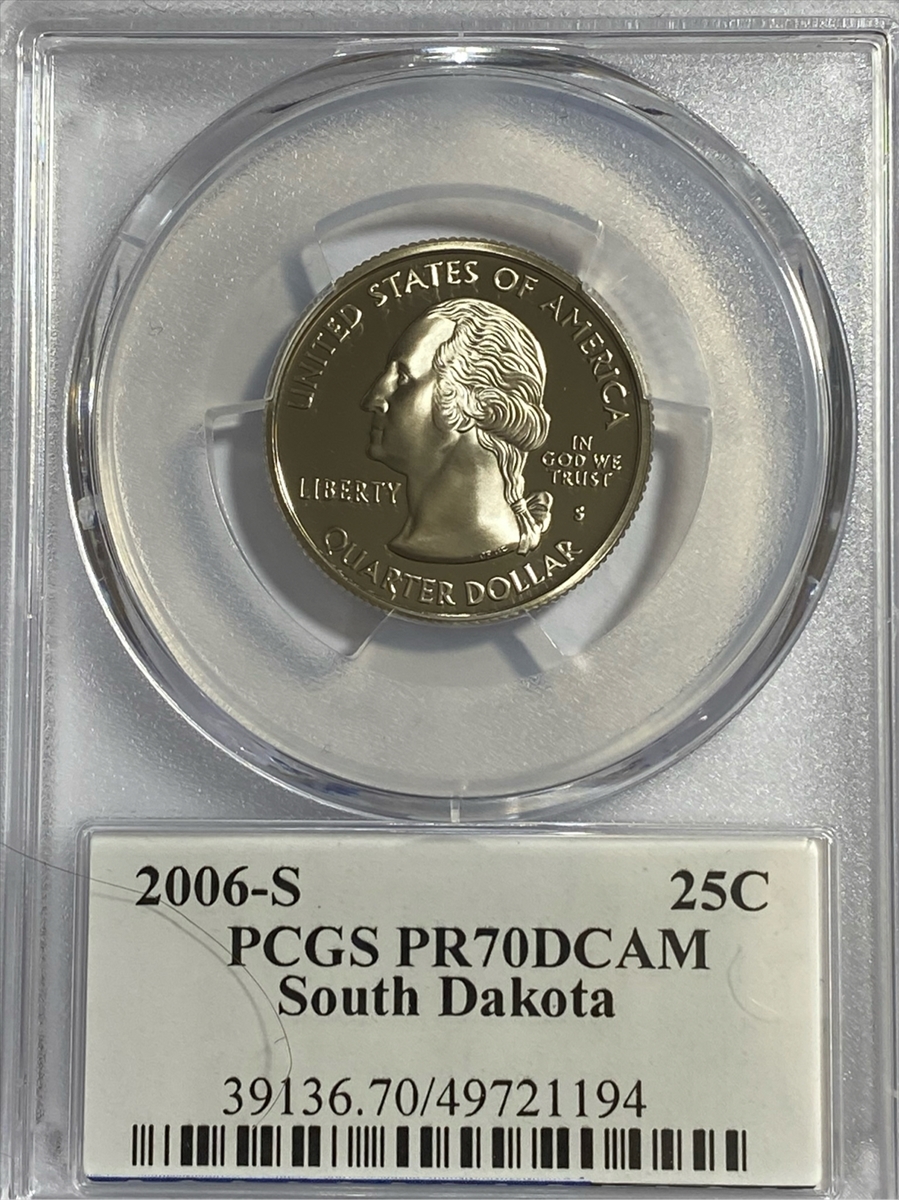 UNITED STATES OF AMERICA
LIBERTY
IN
GOD WE
TRUST
S
QUARTER DOLLAR
2006-S 25C
PCGS PR70DCAM
South Dakota
39136.70/49721194